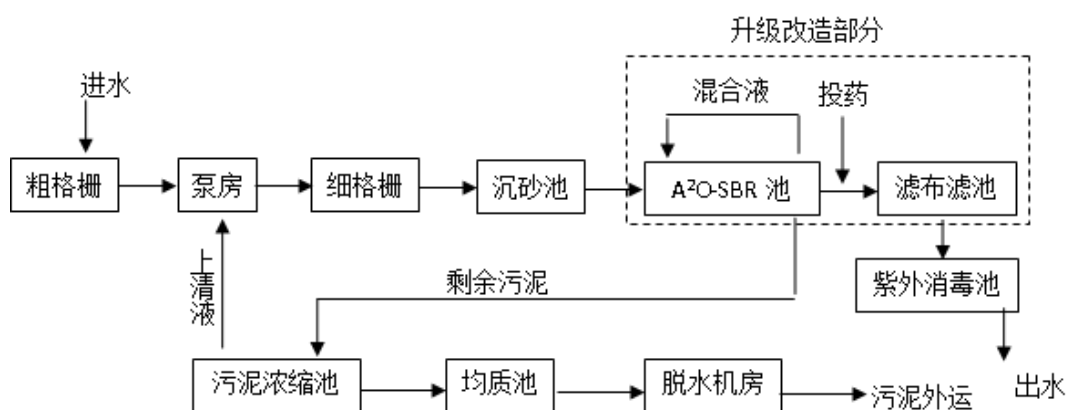 升级改造部分
进水
混合液
投药
粗格栅
泵房
细格栅
沉砂池
A²O-SBR 池
滤布滤池
上清液
剩余污泥
紫外消毒池
污泥浓缩池
均质池
脱水机房
污泥外运
出水